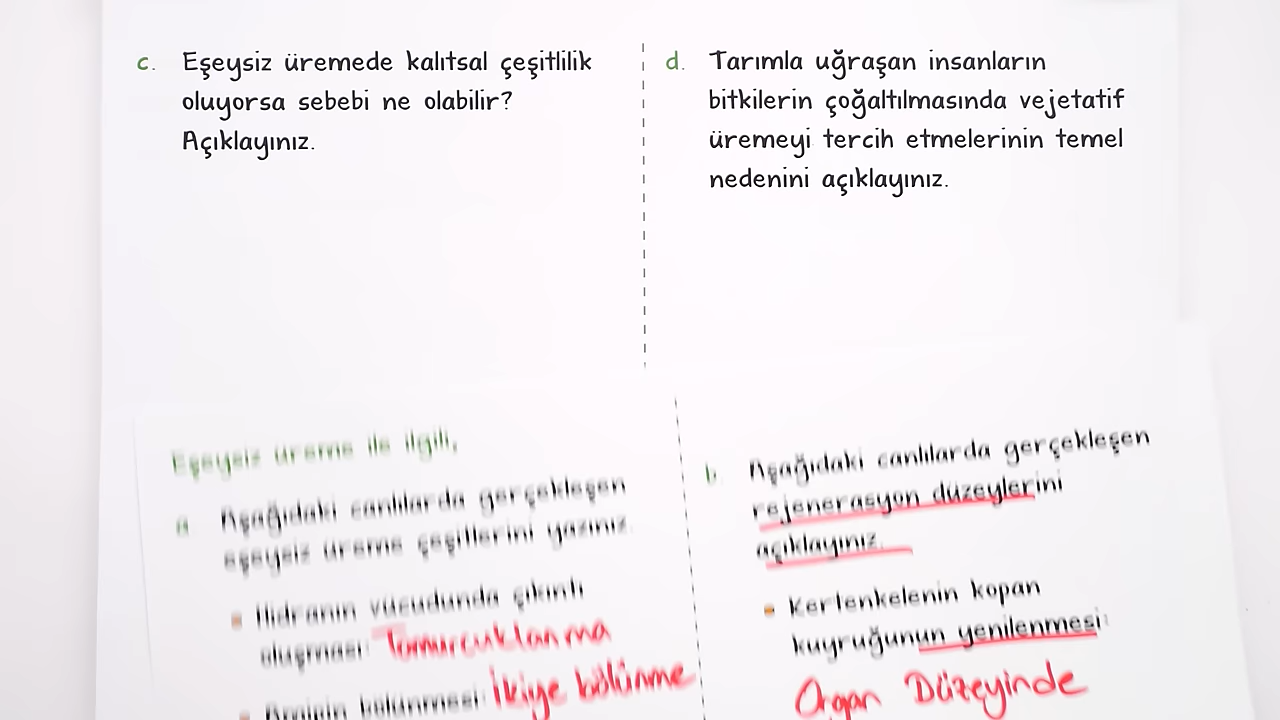 c. Eşeysiz üremede kalıtsal çeşitlilik
oluyorsa sebebi ne olabilir?
Açıklayınız.
d. Tarımla uğraşan insanların
bitkilerin çoğaltılmasında vejetatif
üremeyi tercih etmelerinin temel
nedenini açıklayınız.
Eşeysiz üreme ile ilgili,
a Aşağıdaki canlılarda gerçekleşen
eşeysiz üreme çeşitlerini yazınız.
Hidranın vücudunda çıkıntı
oluşması: Tomurcuklanma
bölünmesi: İkiye bölünme
b Aşağıdaki canlılarda gerçekleşen
rejenerasyon düzeylerini
açıklayınız.
Kertenkelenin kopan
kuyruğunun yenilenmesi:
Organ Düzeyinde